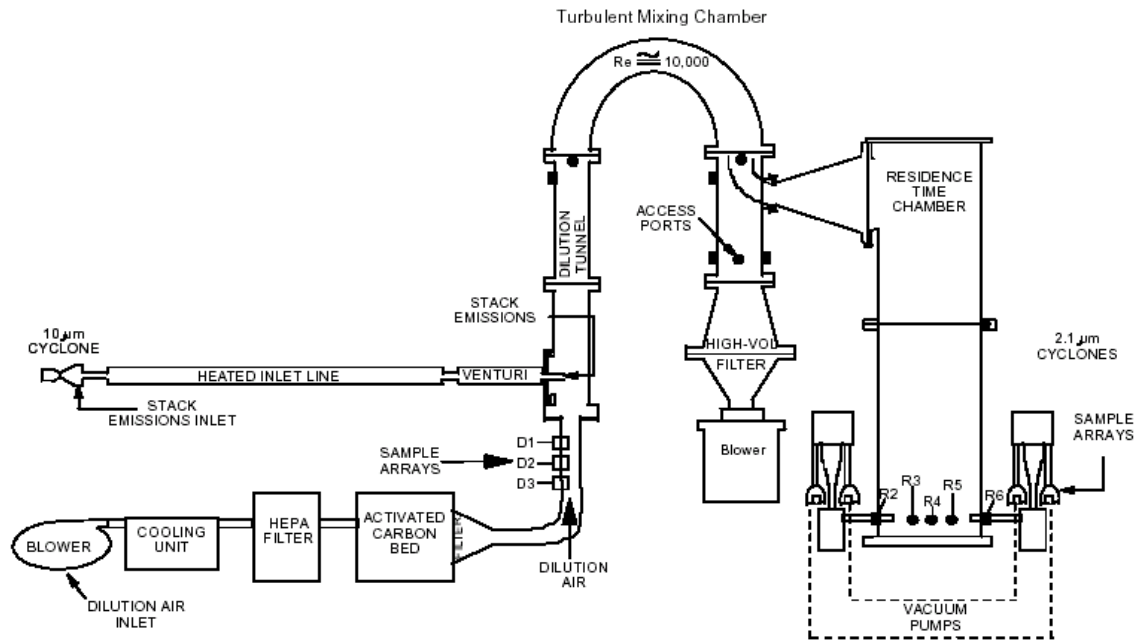 Turbulent Mixing Chamber
Re ≅ 10,000
RESIDENCE
TIME
CHAMBER
ACCESS
PORTS
DILUTION
TUNNEL
STACK
EMISSIONS
10 µm
CYCLONE
HEATED INLET LINE
VENTURI
STACK
EMISSIONS INLET
HIGH-VOL
FILTER
Blower
2.1 µm
CYCLONES
SAMPLE
ARRAYS
D1
D2
D3
SAMPLE
ARRAYS
R2
R3
R4
R5
R6
BLOWER
COOLING
UNIT
HEPA
FILTER
ACTIVATED
CARBON
BED
FILTER
DILUTION
AIR
DILUTION AIR
INLET
VACUUM
PUMPS